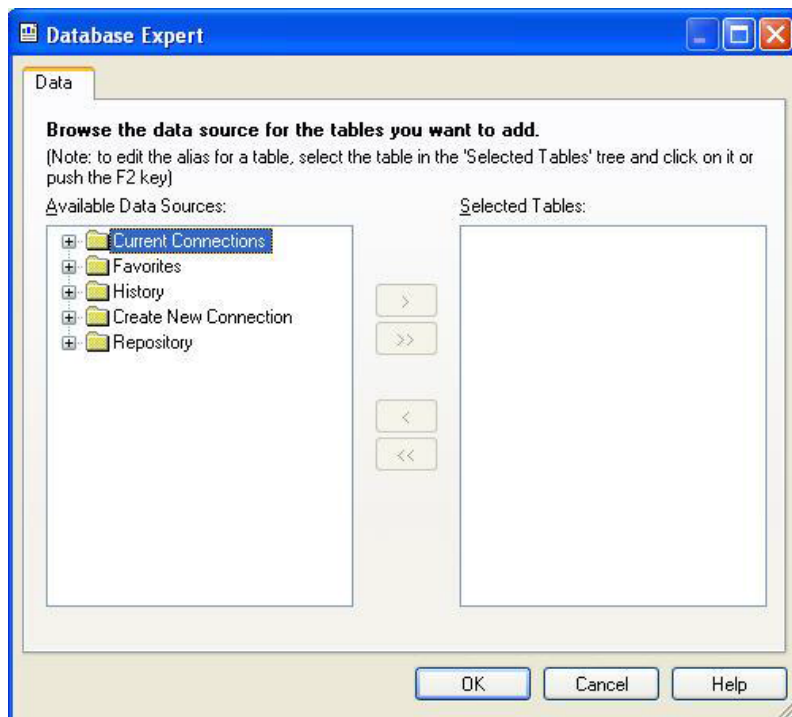 Database Expert
Data
Browse the data source for the tables you want to add.
(Note: to edit the alias for a table, select the table in the 'Selected Tables' tree and click on it or
push the F2 key)
Available Data Sources:
Selected Tables:
Current Connections
Favorites
History
Create New Connection
Repository
>
>>
<
<<
OK
Cancel
Help